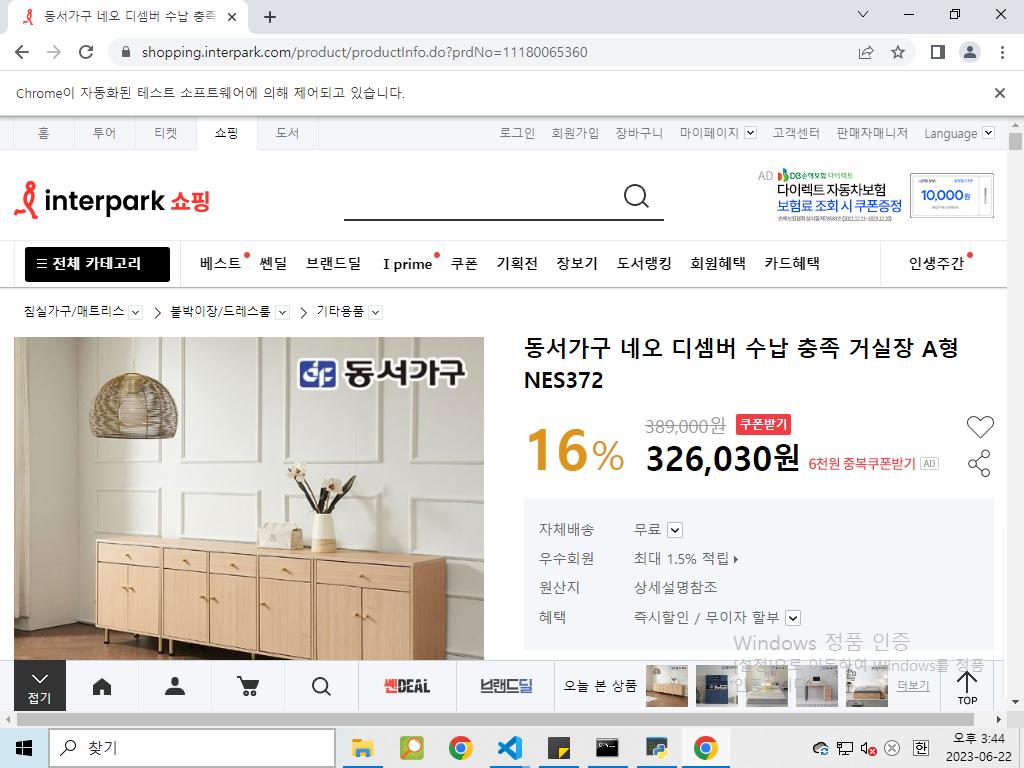 동서가구 네오 디셈버 수납 충족
shopping.interpark.com/product/productInfo.do?prdNo=11180065360
Chrome이 자동화된 테스트 소프트웨어에 의해 제어되고 있습니다.
홈 투어 티켓 쇼핑 도서 로그인 회원가입 장바구니 마이페이지 고객센터 판매자매니저 Language
AD DB손해보험 다이렉트
다이렉트 자동차보험
보험료 조회 시 쿠폰증정
10,000원
interpark 쇼핑
전체 카테고리 베스트 쎈딜 브랜드딜 I prime 쿠폰 기획전 장보기 도서랭킹 회원혜택 카드혜택 인생주간
침실가구/매트리스 붙박이장/드레스룸 기타용품
동서가구
동서가구 네오 디셈버 수납 충족 거실장 A형
NES372
16% 389,000원 쿠폰받기
326,030원 6천원 중복쿠폰받기 AD
자체배송 무료
우수회원 최대 1.5% 적립
원산지 상세설명참조
혜택 즉시할인 / 무이자 할부
Windows 정품 인증
[설정]으로 이동하여 Windows를 정품
접기 쎈DEAL 브랜드딜 오늘 본 상품 더보기 TOP
찾기
한
오후 3:44
2023-06-22